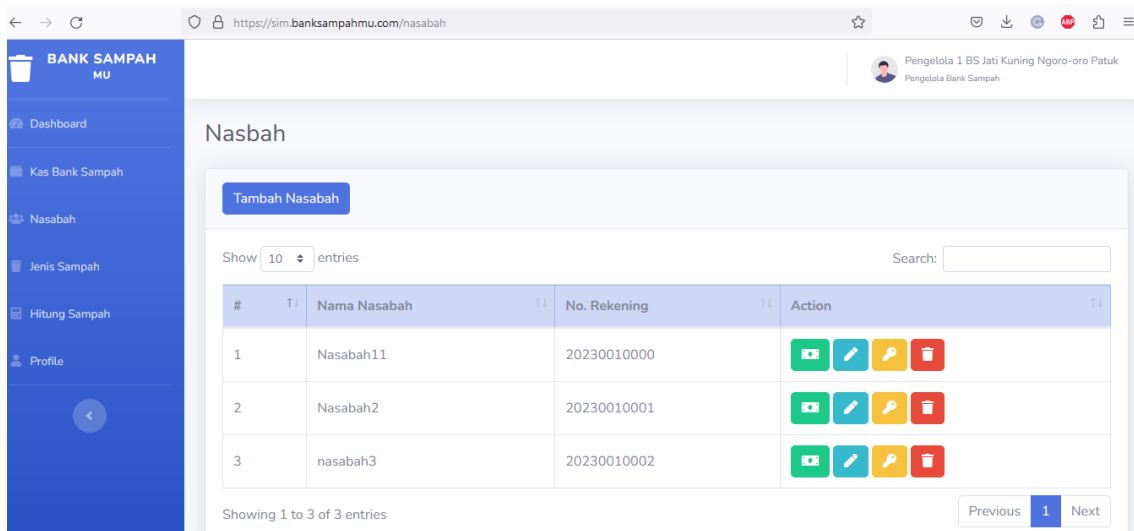 https://sim.banksampahmu.com/nasabah
ABP
BANK SAMPAH
MU
Pengelola 1 BS Jati Kuning Ngoro-oro Patuk
Pengelola Bank Sampah
Dashboard
Kas Bank Sampah
Nasabah
Jenis Sampah
Hitung Sampah
Profile
Nasbah
Tambah Nasabah
Show 10 entries
Search:
# Nama Nasabah No. Rekening Action
1 Nasabah11 20230010000
2 Nasabah2 20230010001
3 nasabah3 20230010002
Showing 1 to 3 of 3 entries
Previous 1 Next